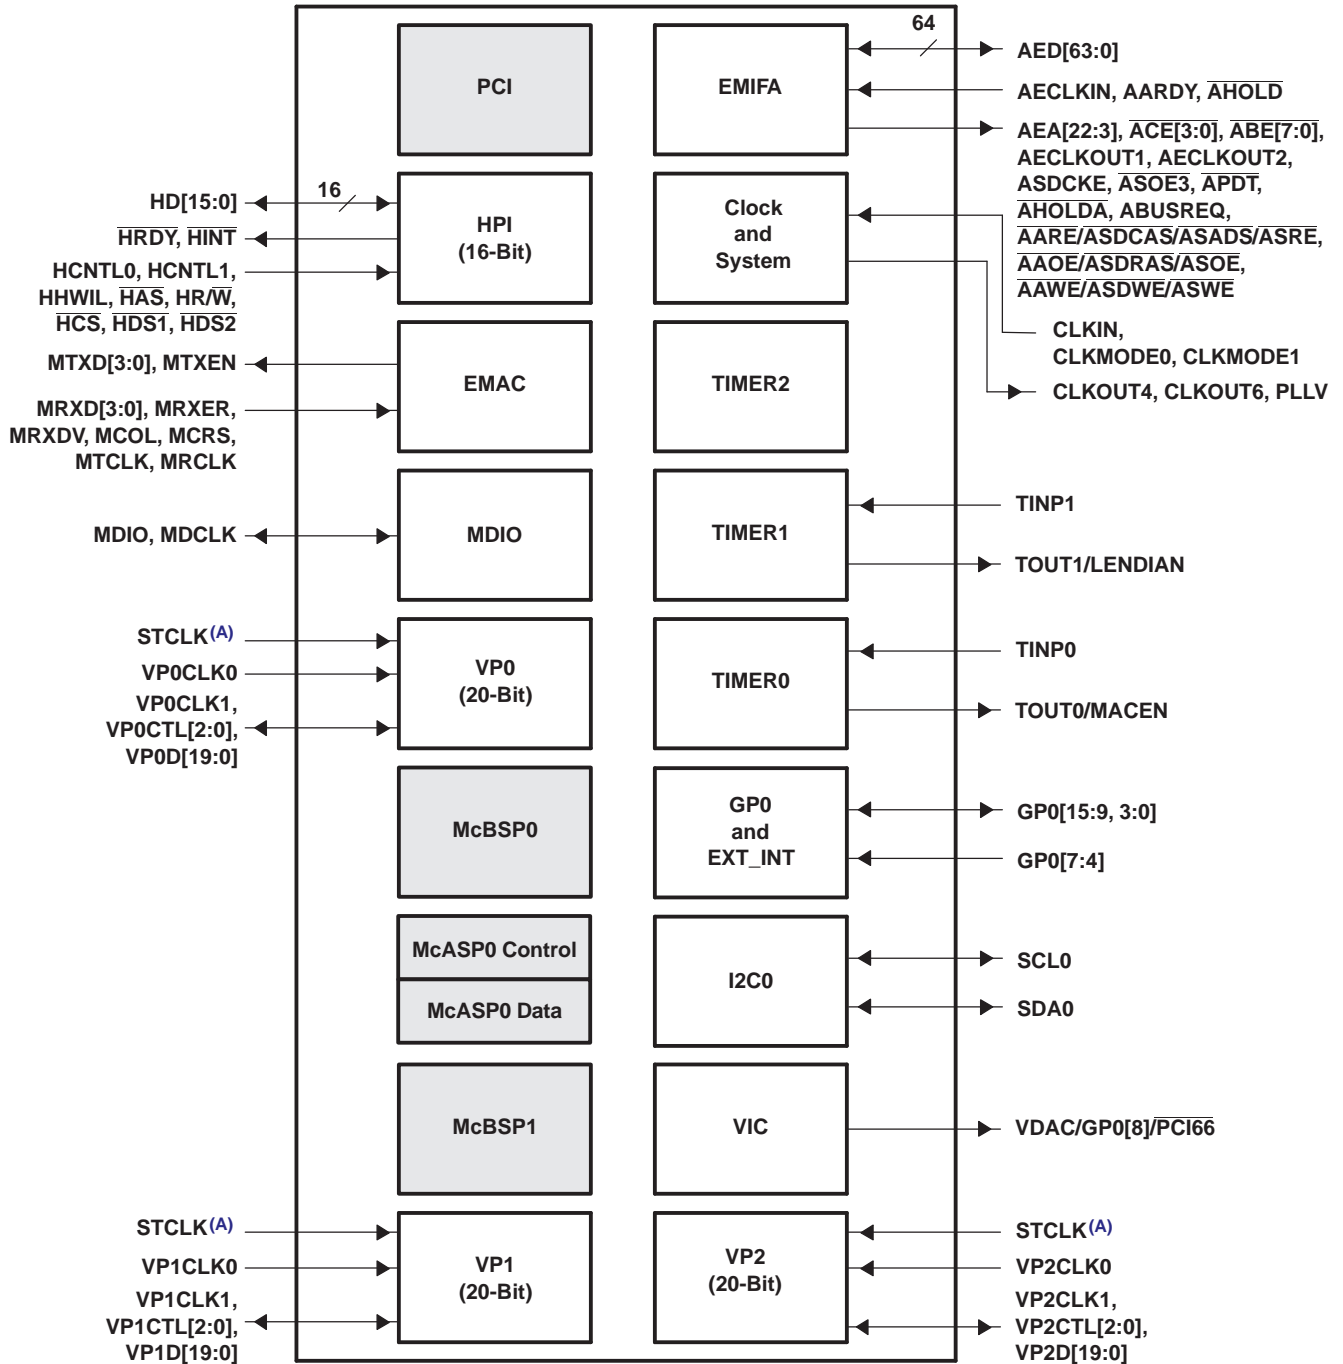 64
PCI
EMIFA
AED[63:0]
AECLKIN, AARDY, AHOLD
AEA[22:3], ACE[3:0], ABE[7:0],
AECLKOUT1, AECLKOUT2,
ASDCKE, ASOE3, APDT,
AHOLDA, ABUSREQ,
AARE/ASDCAS/ASADS/ASRE,
AAOE/ASDRAS/ASOE,
AAWE/ASDWE/ASWE
HD[15:0]
16
HRDY, HINT
HCNTL0, HCNTL1,
HHWIL, HAS, HR/W,
HCS, HDS1, HDS2
HPI
(16-Bit)
Clock
and
System
CLKIN,
CLKMODE0, CLKMODE1
CLKOUT4, CLKOUT6, PLLV
MTXD[3:0], MTXEN
MRXD[3:0], MRXER,
MRXDV, MCOL, MCRS,
MTCLK, MRCLK
EMAC
TIMER2
MDIO, MDCLK
MDIO
TIMER1
TINP1
TOUT1/LENDIAN
STCLK(A)
VP0CLK0
VP0CLK1,
VP0CTL[2:0],
VP0D[19:0]
VP0
(20-Bit)
TIMER0
TINP0
TOUT0/MACEN
McBSP0
GP0
and
EXT_INT
GP0[15:9, 3:0]
GP0[7:4]
McASP0 Control
McASP0 Data
I2C0
SCL0
SDA0
McBSP1
VIC
VDAC/GP0[8]/PCI66
STCLK(A)
VP1CLK0
VP1CLK1,
VP1CTL[2:0],
VP1D[19:0]
VP1
(20-Bit)
VP2
(20-Bit)
STCLK(A)
VP2CLK0
VP2CLK1,
VP2CTL[2:0],
VP2D[19:0]